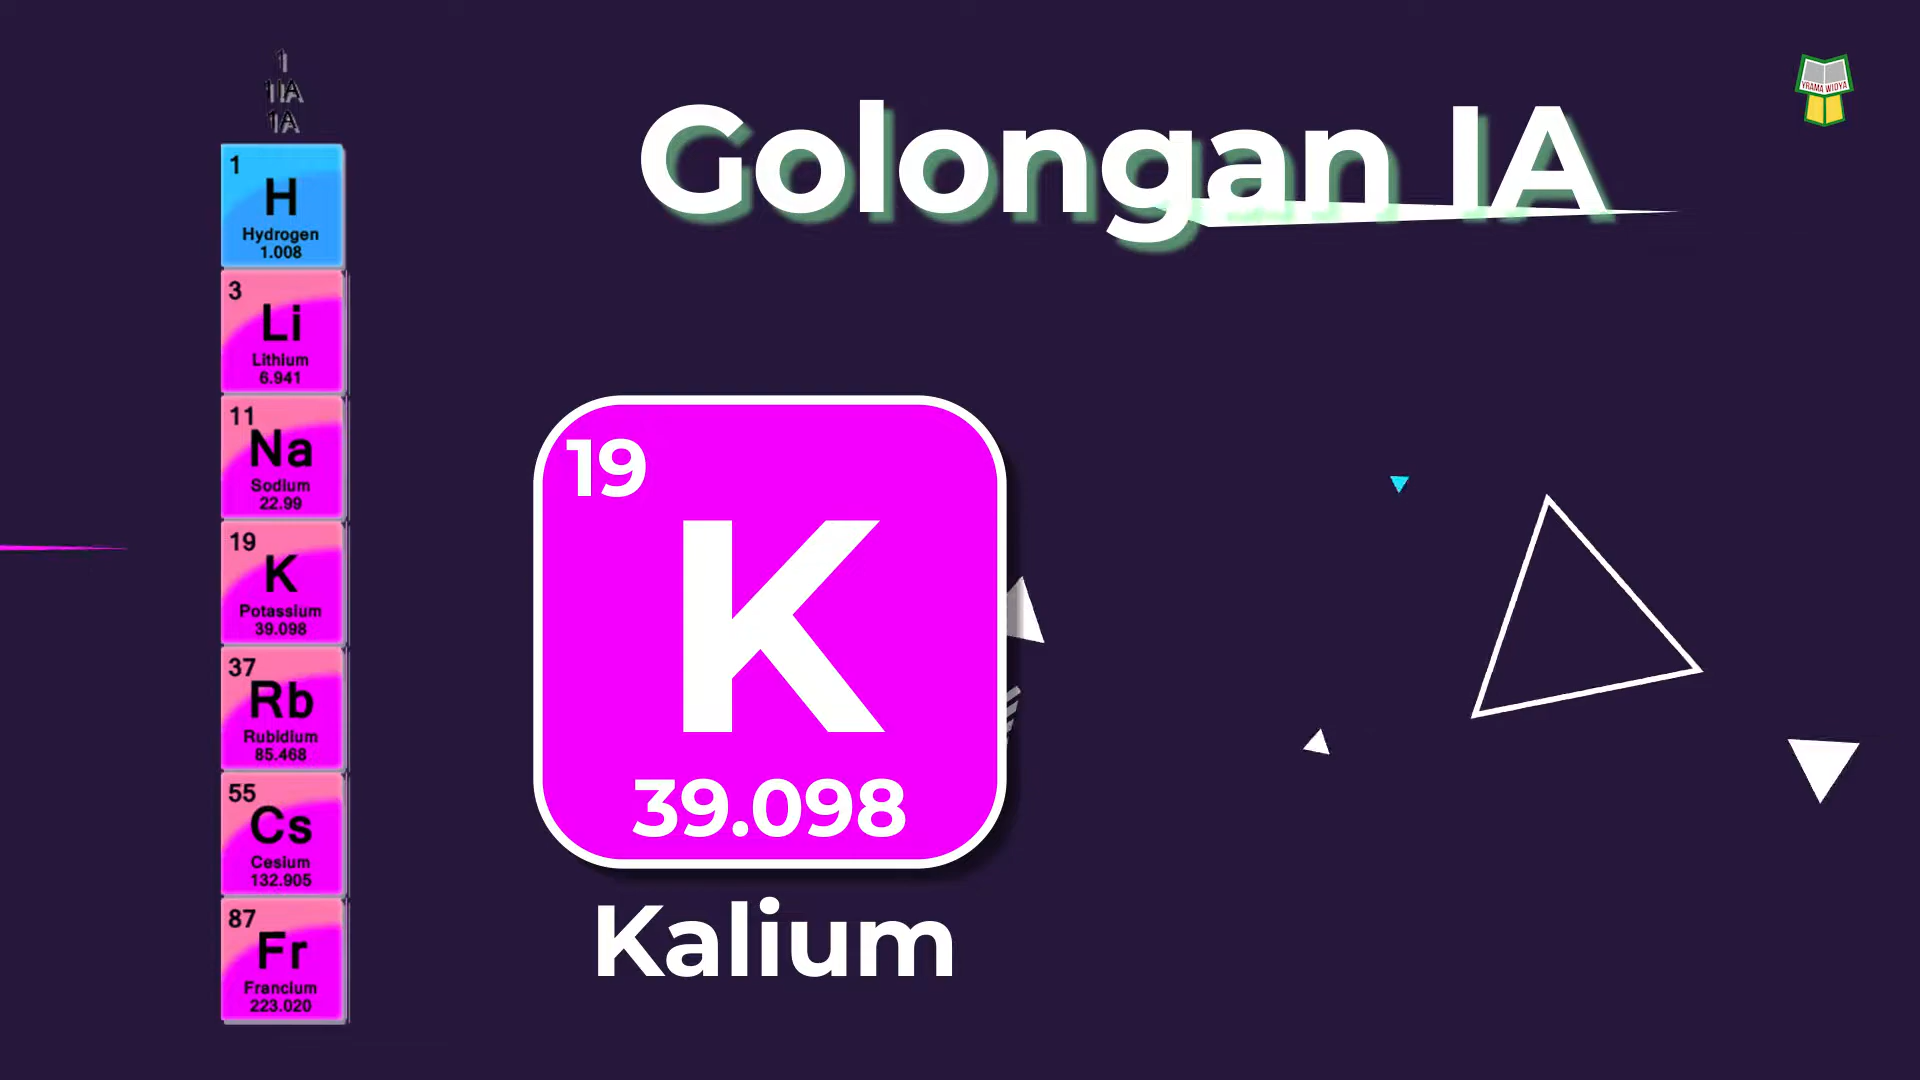 1
1A
Golongan IA
YRAMA WIDYA
1
H
Hydrogen
1.008
3
Li
Lithium
6.941
11
Na
Sodium
22.99
19
K
Potassium
39.098
37
Rb
Rubidium
85.468
55
Cs
Cesium
132.905
87
Fr
Francium
223.020
19
K
39.098
Kalium